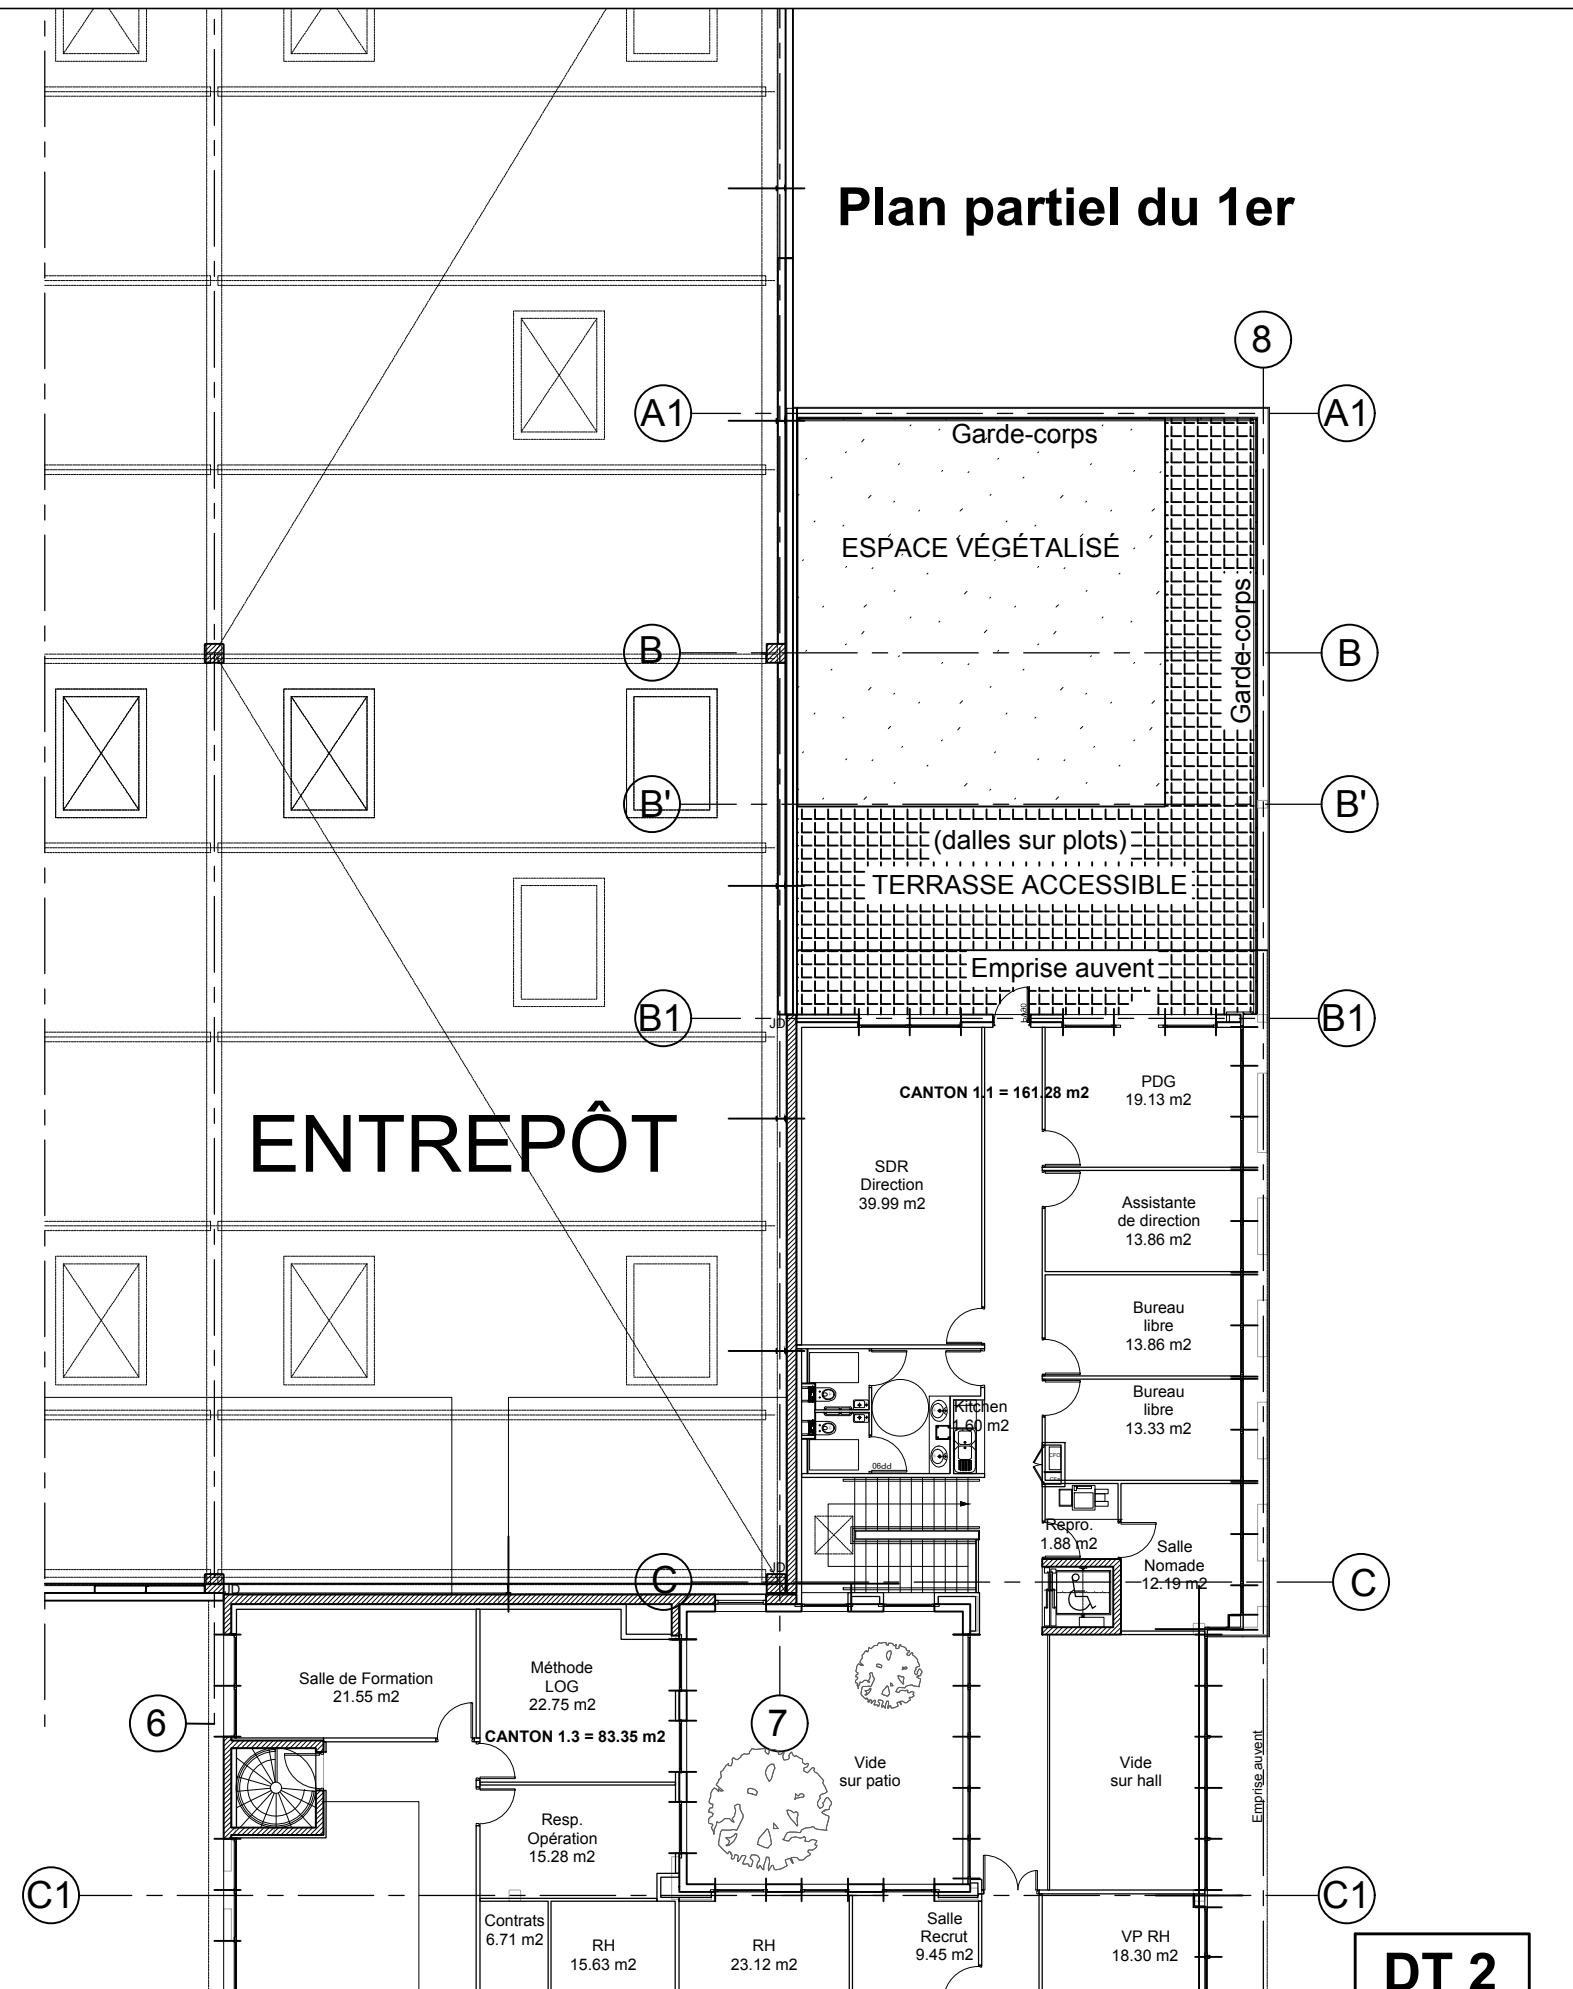 Plan partiel du 1er
8
A1
A1
Garde-corps
ESPACE VÉGÉTALISÉ
Garde-corps
B
B
B'
B'
(dalles sur plots)
TERRASSE ACCESSIBLE
Emprise auvent
B1
B1
JD
CANTON 1.1 = 161.28 m2
PDG
19.13 m2
ENTREPÔT
SDR
Direction
39.99 m2
Assistante
de direction
13.86 m2
Bureau
libre
13.86 m2
Bureau
libre
13.33 m2
Kitchen
1.60 m2
PP90
Repro.
1.88 m2
Salle
Nomade
12.19 m2
JD
C
C
JD
Salle de Formation
21.55 m2
Méthode
LOG
22.75 m2
CANTON 1.3 = 83.35 m2
6
7
Vide
sur patio
Vide
sur hall
Emprise auvent
Resp.
Opération
15.28 m2
C1
C1
Contrats
6.71 m2
RH
15.63 m2
RH
23.12 m2
Salle
Recrut
9.45 m2
VP RH
18.30 m2
DT 2